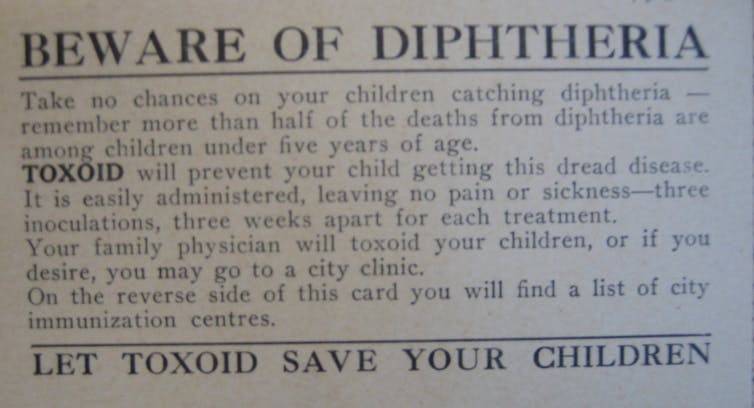 BEWARE OF DIPHTHERIA
Take no chances on your children catching diphtheria —
remember more than half of the deaths from diphtheria are
among children under five years of age.
TOXOID will prevent your child getting this dread disease.
It is easily administered, leaving no pain or sickness—three
inoculations, three weeks apart for each treatment.
Your family physician will toxoid your children, or if you
desire, you may go to a city clinic.
On the reverse side of this card you will find a list of city
immunization centres.
LET TOXOID SAVE YOUR CHILDREN